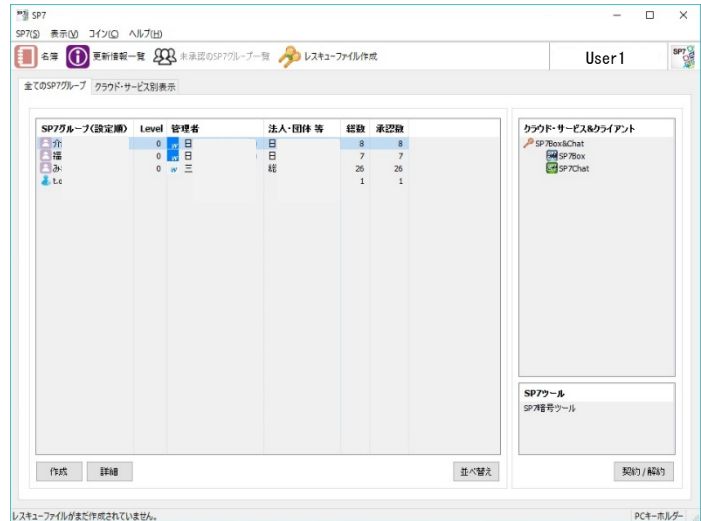 SP7
SP7(S) 表示(V) コイン(C) ヘルプ(H)
名簿 更新情報一覧 未承認のSP7グループ一覧 レスキューファイル作成 User1 SP7
全てのSP7グループ クラウド・サービス別表示
SP7グループ(設定順) Level 管理者 法人・団体 等 総数 承認数
介 0 w 日 日 8 8
福 0 w 日 日 7 7
み 0 w 三 総 26 26
t.c 1 1
クラウド・サービス&クライアント
SP7Box&Chat
SP7Box
SP7Chat
SP7ツール
SP7暗号ツール
作成 詳細 並べ替え 契約/解約
レスキューファイルがまだ作成されていません。 PCキーホルダー